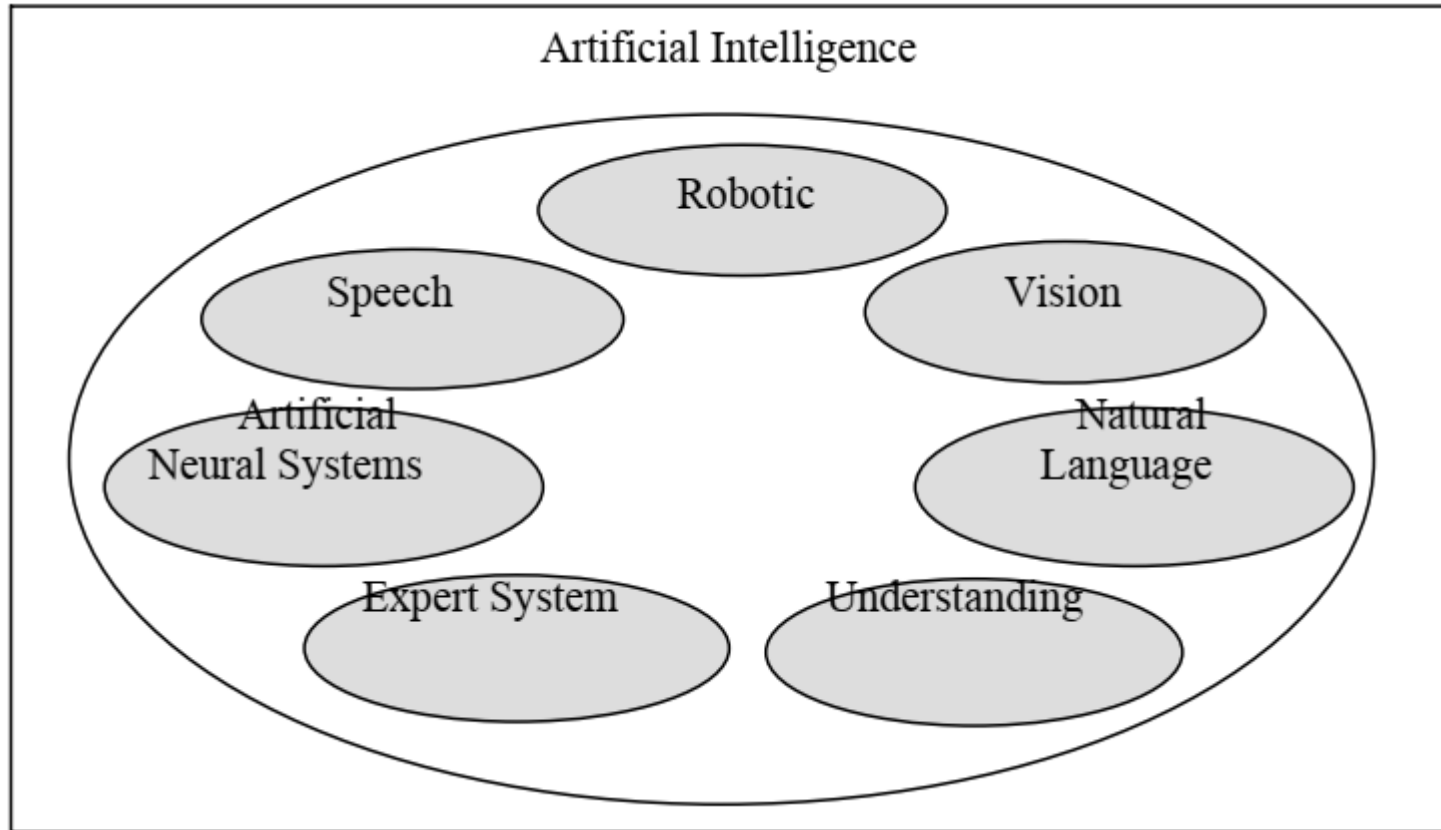 Artificial Intelligence
Robotic
Speech
Vision
Artificial
Neural Systems
Natural
Language
Expert System
Understanding